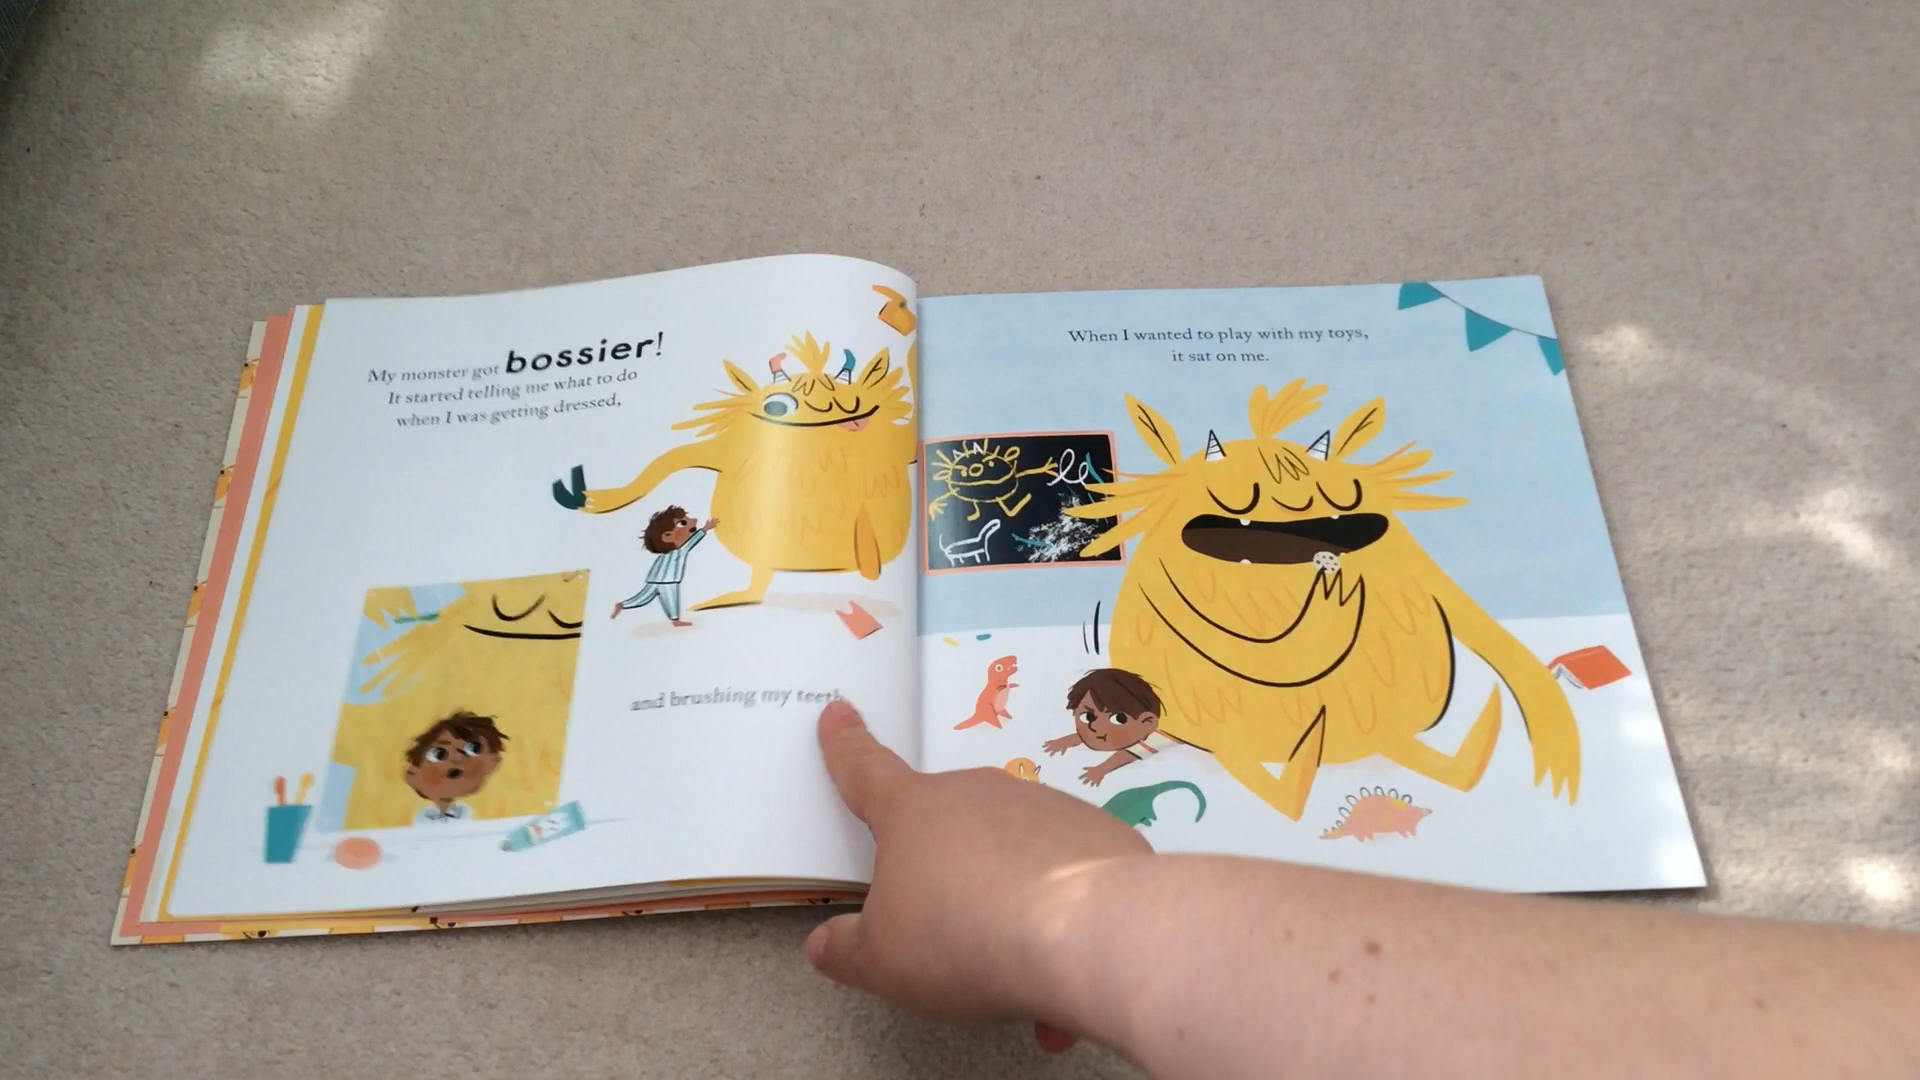 My monster got bossier!
It started telling me what to do
when I was getting dressed,
and brushing my teeth
When I wanted to play with my toys,
it sat on me.